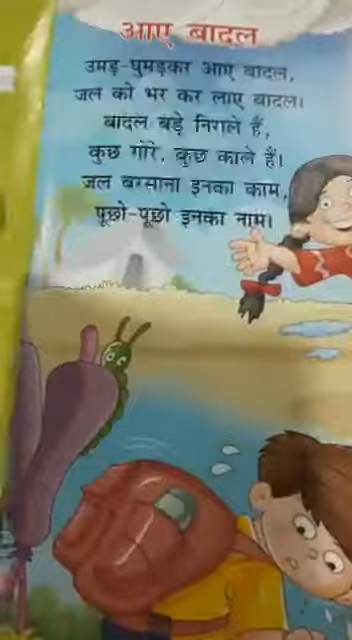 आए बादल
उमड़-घुमड़कर आए बादल,
जल को भर कर लाए बादल।
बादल बड़े निराले हैं,
कुछ गोरे, कुछ काले हैं।
जल बरसाना इनका काम,
पूछो-पूछो इनका नाम।